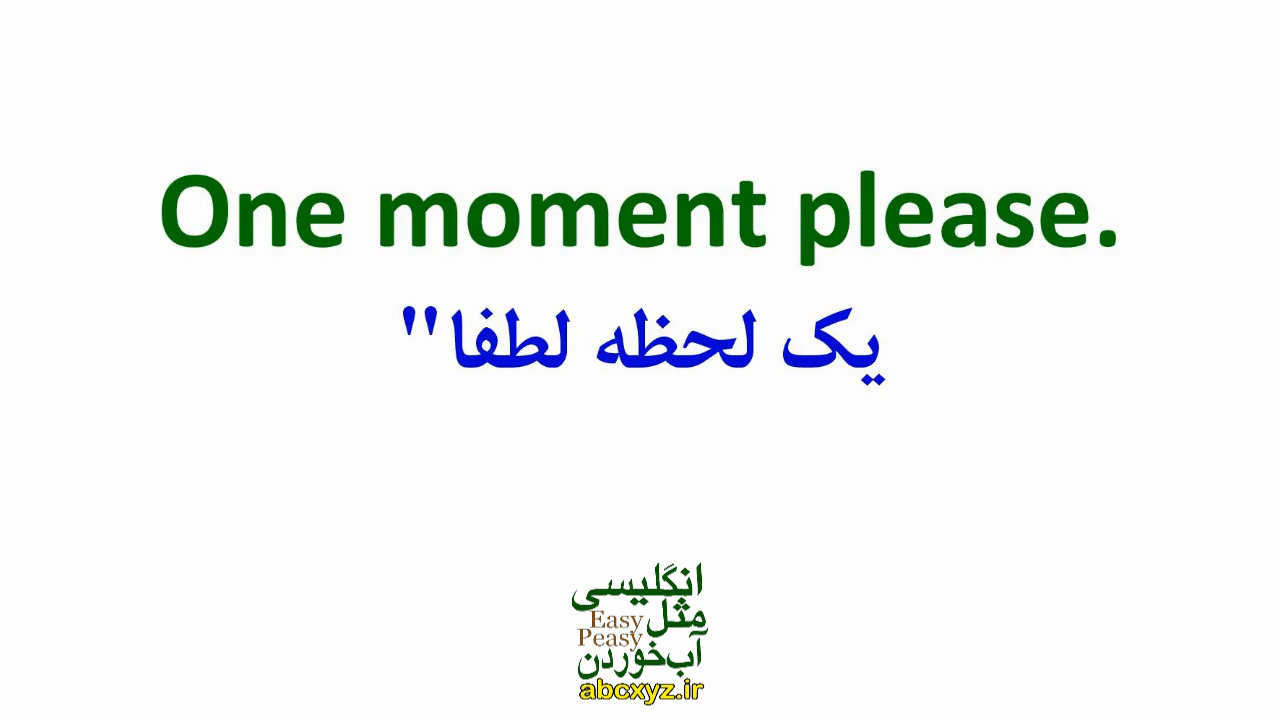 One moment please.
یک لحظه لطفا"
انگلیسی
مثل
Easy
Peasy
آب‌خوردن
abcxyz.ir